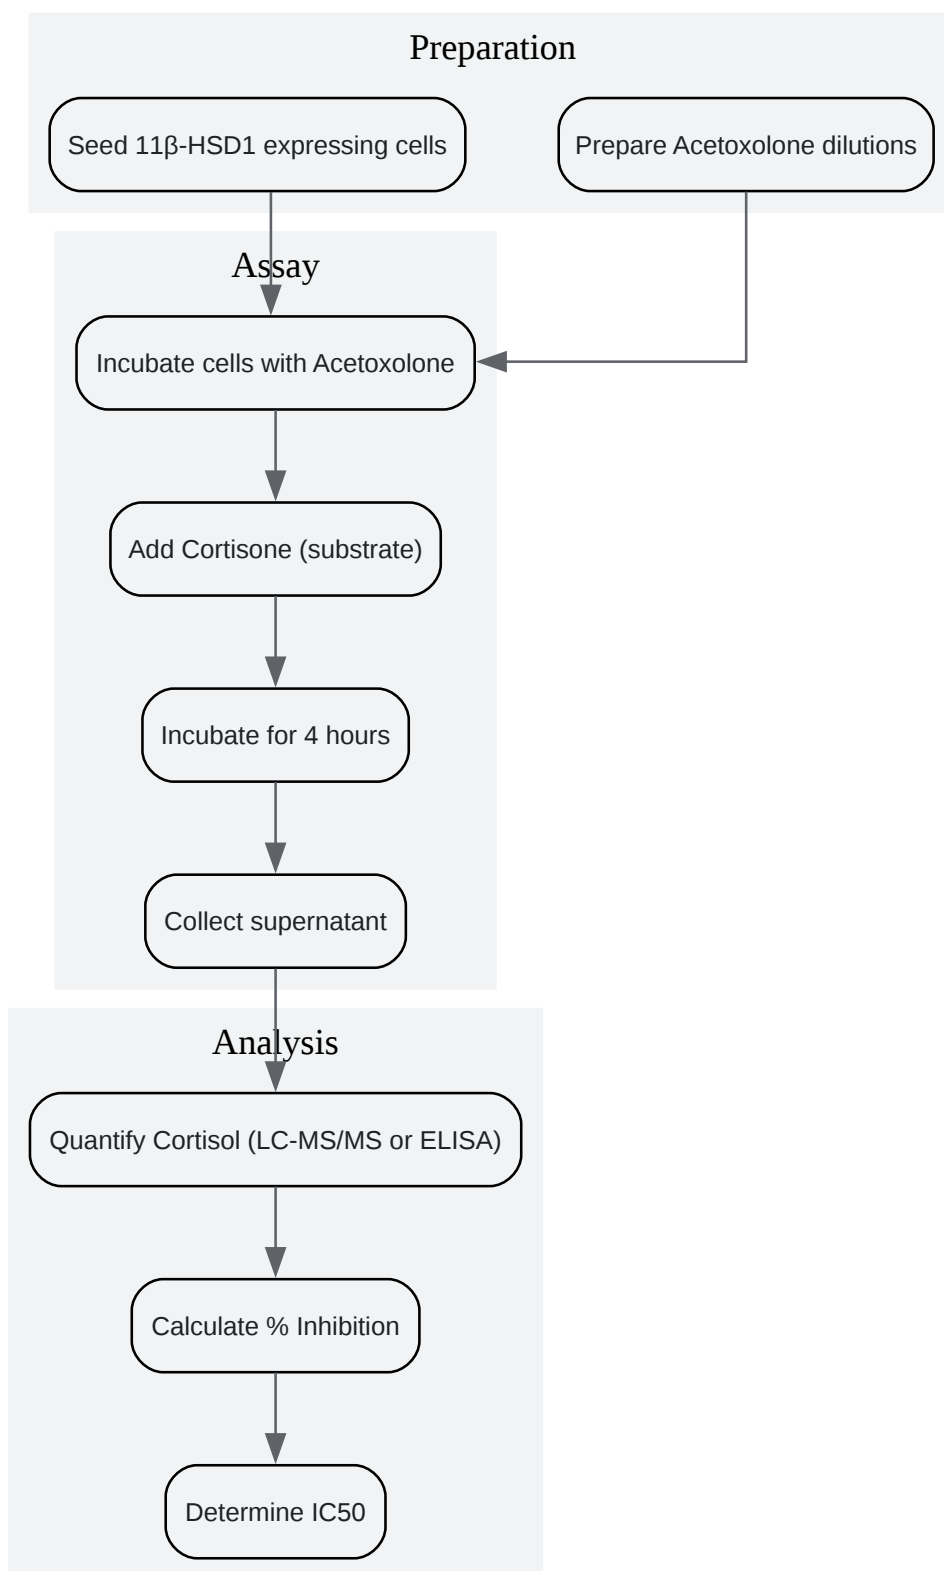 Preparation
Seed 11β-HSD1 expressing cells
Prepare Acetoxolone dilutions
Assay
Incubate cells with Acetoxolone
Add Cortisone (substrate)
Incubate for 4 hours
Collect supernatant
Analysis
Quantify Cortisol (LC-MS/MS or ELISA)
Calculate % Inhibition
Determine IC50